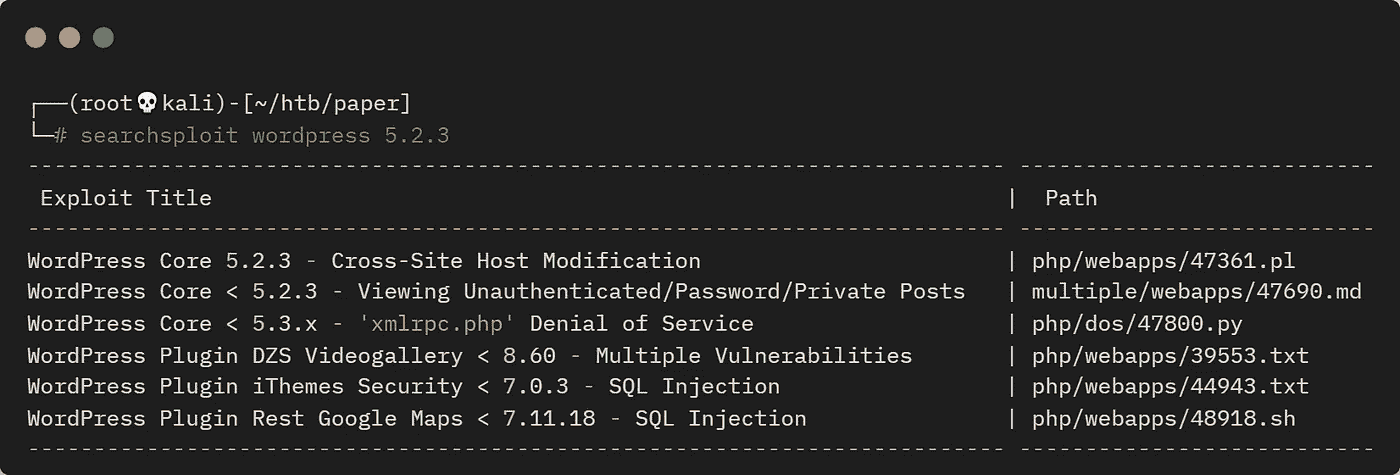 ┌──(root💀kali)-[~/htb/paper]
└─# searchsploit wordpress 5.2.3
--------------------------------------------------------------------------- ---------------------------
 Exploit Title | Path
--------------------------------------------------------------------------- ---------------------------
WordPress Core 5.2.3 - Cross-Site Host Modification | php/webapps/47361.pl
WordPress Core < 5.2.3 - Viewing Unauthenticated/Password/Private Posts | multiple/webapps/47690.md
WordPress Core < 5.3.x - 'xmlrpc.php' Denial of Service | php/dos/47800.py
WordPress Plugin DZS Videogallery < 8.60 - Multiple Vulnerabilities | php/webapps/39553.txt
WordPress Plugin iThemes Security < 7.0.3 - SQL Injection | php/webapps/44943.txt
WordPress Plugin Rest Google Maps < 7.11.18 - SQL Injection | php/webapps/48918.sh
--------------------------------------------------------------------------- ---------------------------